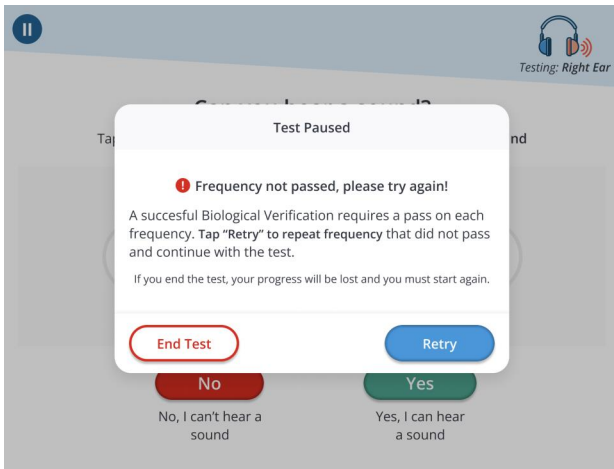 Testing: Right Ear
Tap
nd
Test Paused
Frequency not passed, please try again!
A succesful Biological Verification requires a pass on each
frequency. Tap “Retry” to repeat frequency that did not pass
and continue with the test.
If you end the test, your progress will be lost and you must start again.
End Test
Retry
No
Yes
No, I can't hear a
sound
Yes, I can hear
a sound